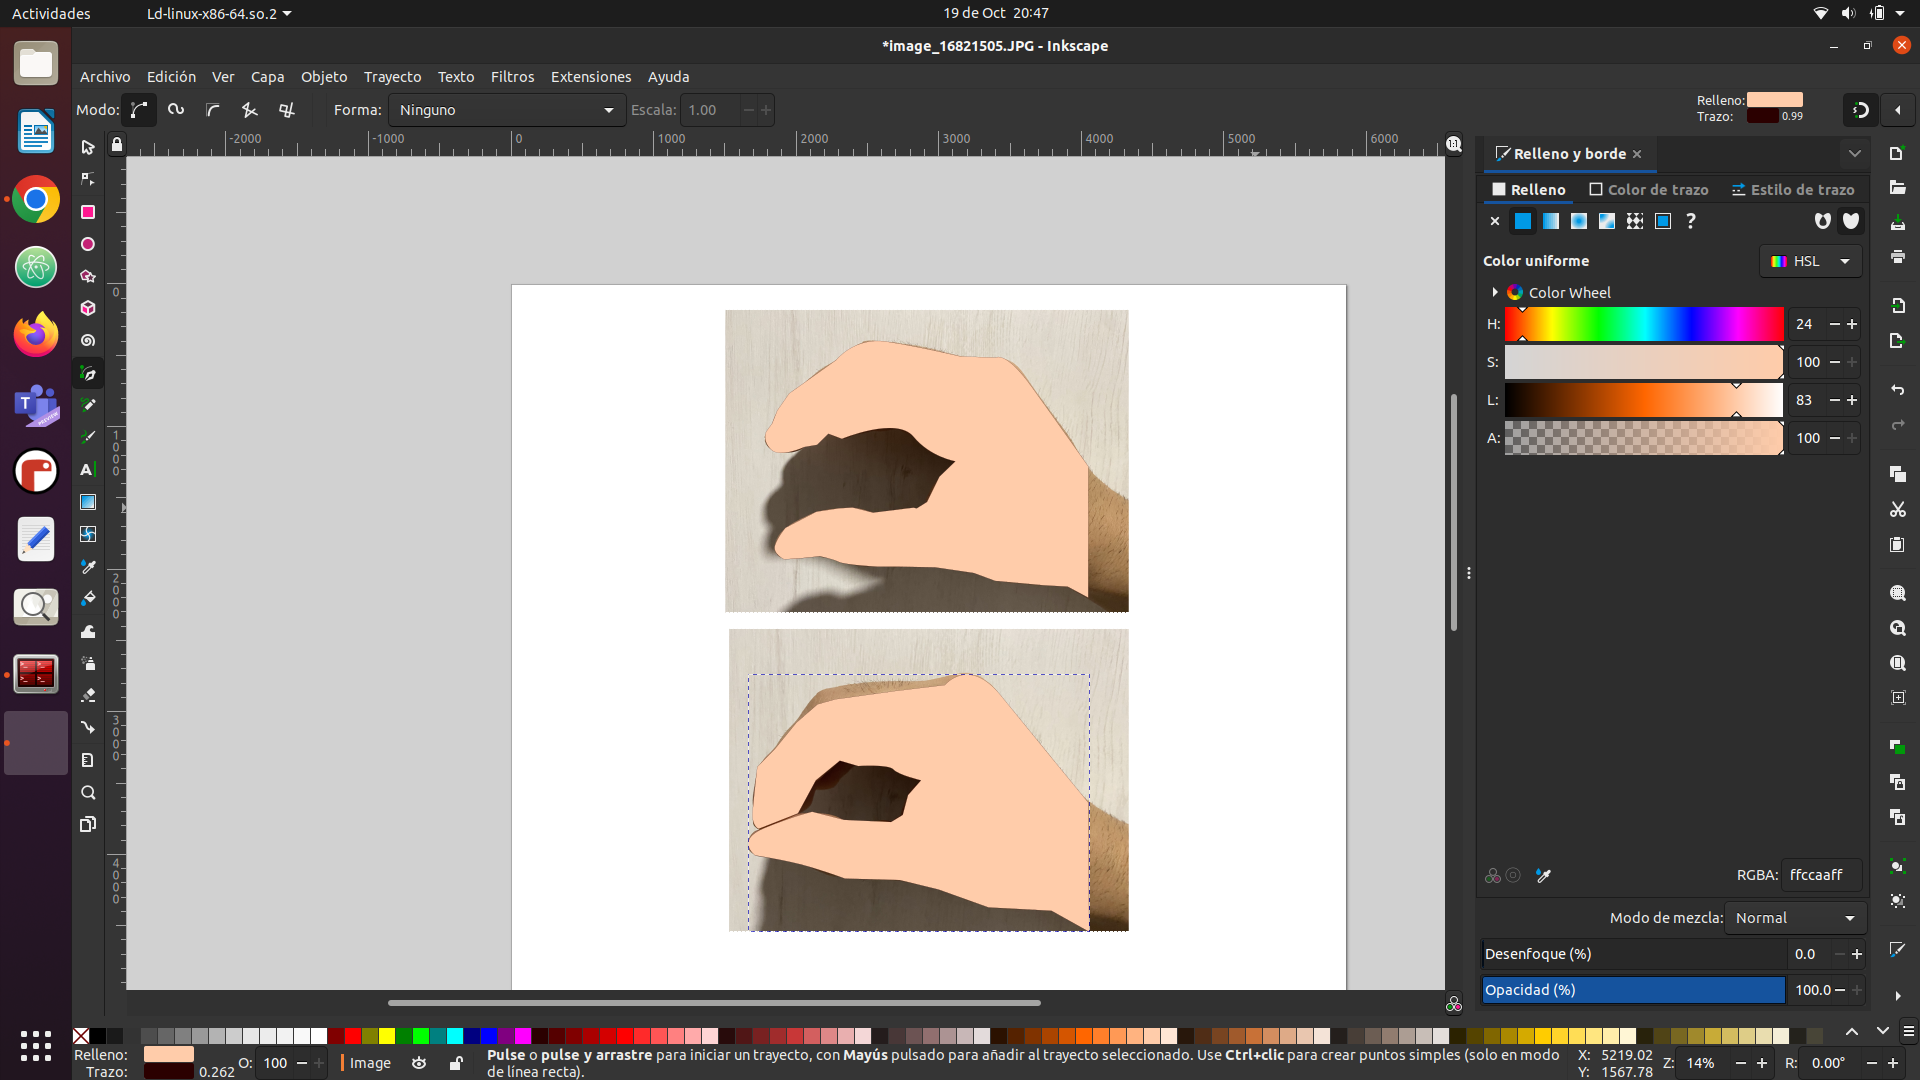 Actividades Ld-linux-x86-64.so.2 19 de Oct 20:47
*image_16821505.JPG - Inkscape
Archivo Edición Ver Capa Objeto Trayecto Texto Filtros Extensiones Ayuda
Modo: Forma: Ninguno Escala: 1.00
Relleno:
Trazo: 0.99
-2000 -1000 0 1000 2000 3000 4000 5000 6000
0
1000
2000
3000
4000
Relleno y borde
Relleno Color de trazo Estilo de trazo
?
Color uniforme HSL
Color Wheel
H: 24
S: 100
L: 83
A: 100
RGBA: ffccaaff
Modo de mezcla: Normal
Desenfoque (%) 0.0
Opacidad (%) 100.0
Relleno:
Trazo: 0.262
O: 100
Image
Pulse o pulse y arrastre para iniciar un trayecto, con Mayús pulsado para añadir al trayecto seleccionado. Use Ctrl+clic para crear puntos simples (solo en modo
de línea recta).
X: 5219.02
Y: 1567.78
Z: 14%
R: 0.00°